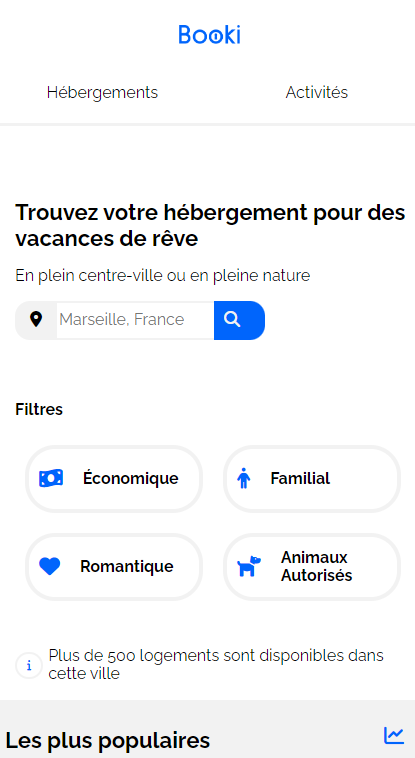 Booki
Hébergements Activités
Trouvez votre hébergement pour des
vacances de rêve
En plein centre-ville ou en pleine nature
Marseille, France
Filtres
Économique
Familial
Romantique
Animaux
Autorisés
i
Plus de 500 logements sont disponibles dans
cette ville
Les plus populaires